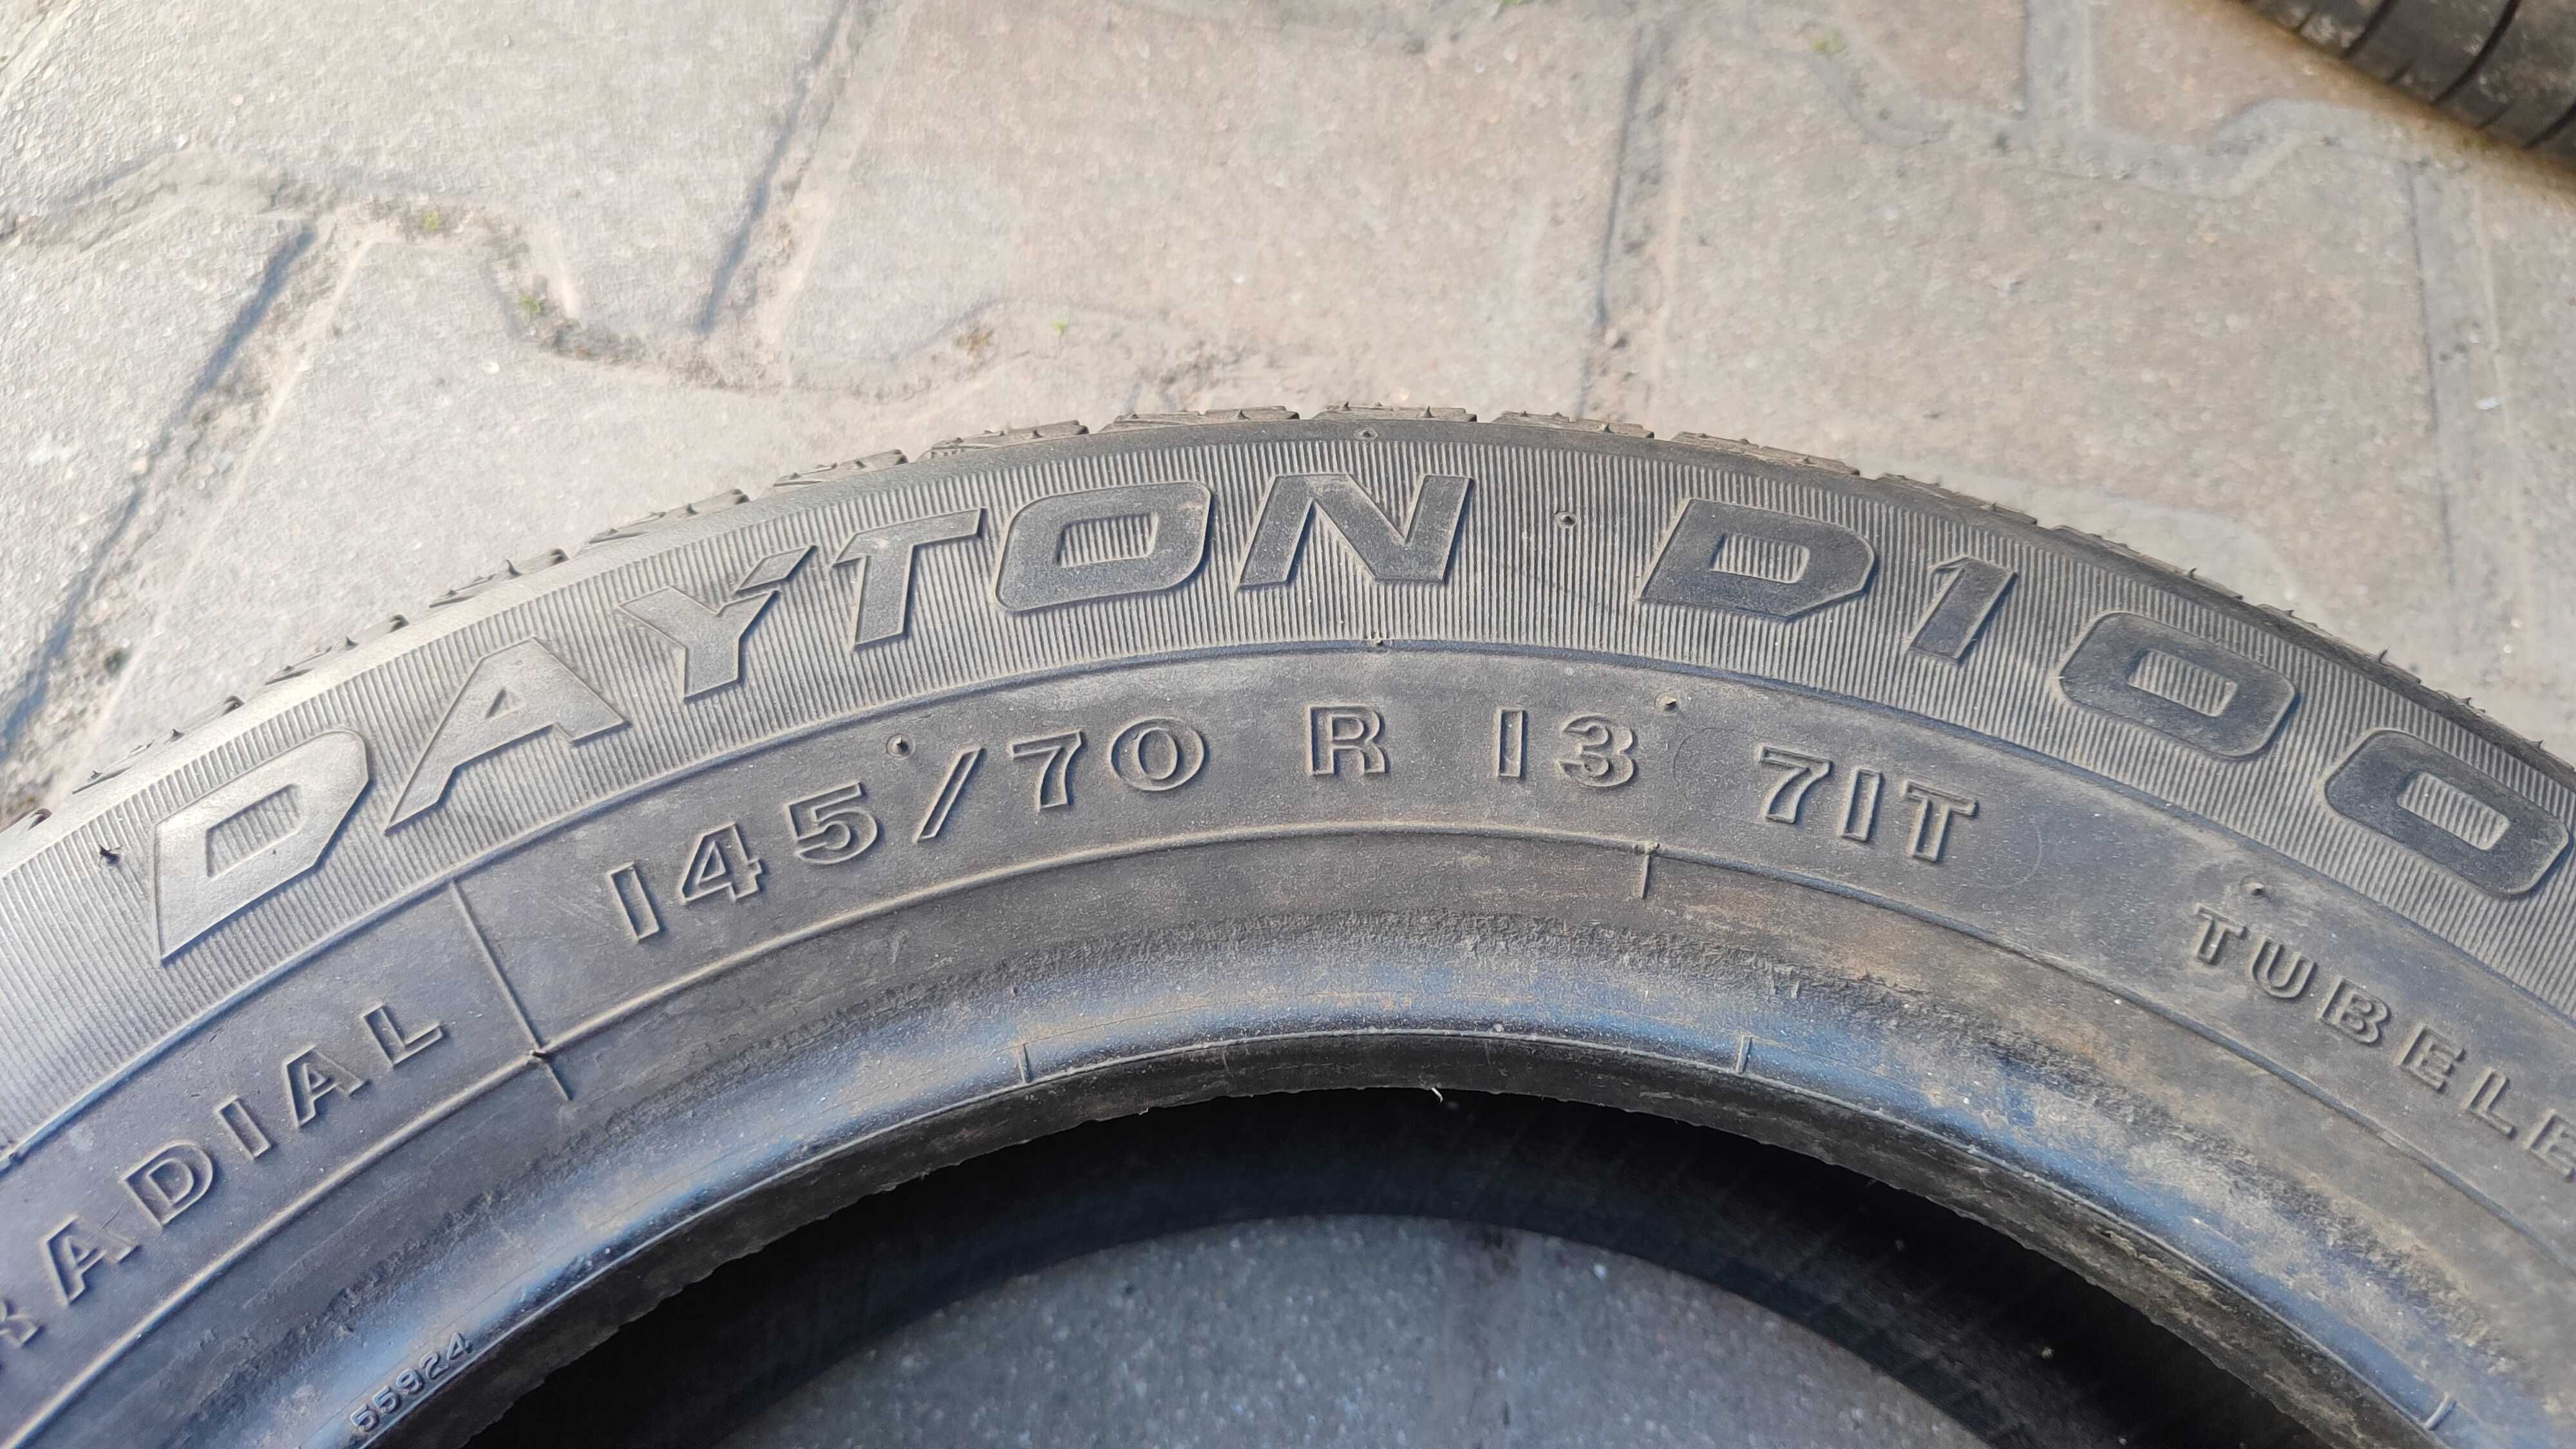 DAYTON D100
RADIAL 145/70 R 13 71T TUBELE
55924